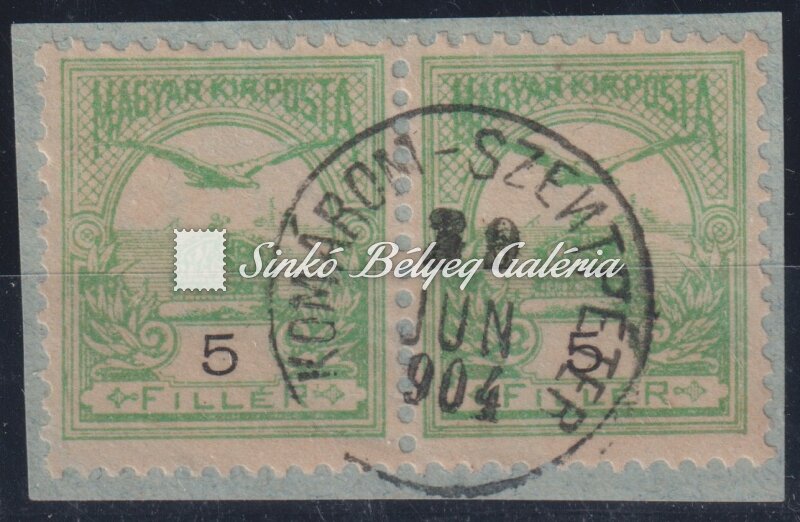 MAGYAR KIR. POSTA MAGYAR KIR. POSTA
KOMÁROM-SZENTPÉTER
JUN
904
Sinkó Bélyeg Galéria
5 5
FILLÉR FILLÉR